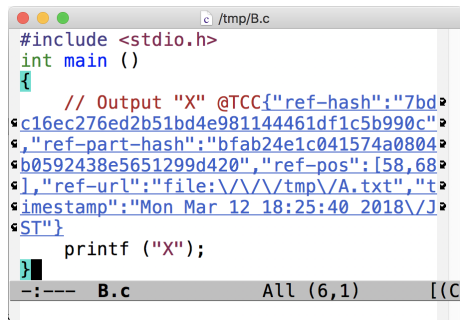 c /tmp/B.c
#include <stdio.h>
int main ()
{
// Output "X" @TCC{"ref-hash":"7bd
c16ec276ed2b51bd4e981144461df1c5b990c"
,"ref-part-hash":"bfab24e1c041574a0804
b0592438e5651299d420","ref-pos":[58,68
],"ref-url":"file:\/\/\/tmp\/A.txt","t
imestamp":"Mon Mar 12 18:25:40 2018\/J
ST"}
printf ("X");
}
-:--- B.c All (6,1) [(C